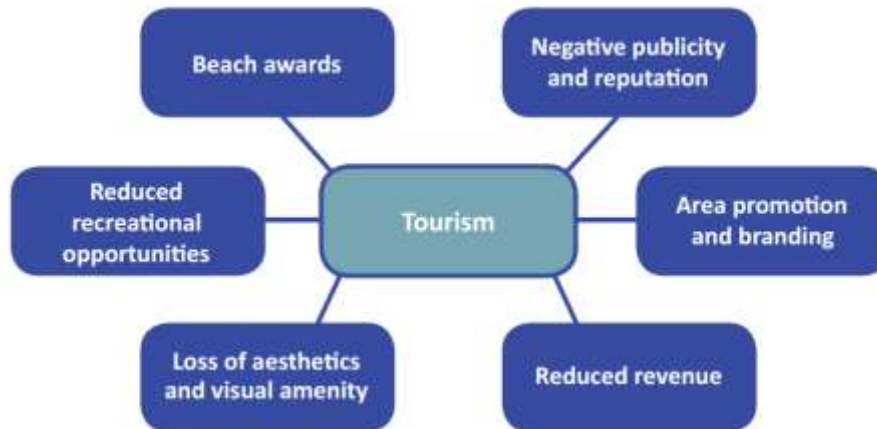 Beach awards
Negative publicity
and reputation
Reduced
recreational
opportunities
Tourism
Area promotion
and branding
Loss of aesthetics
and visual amenity
Reduced revenue